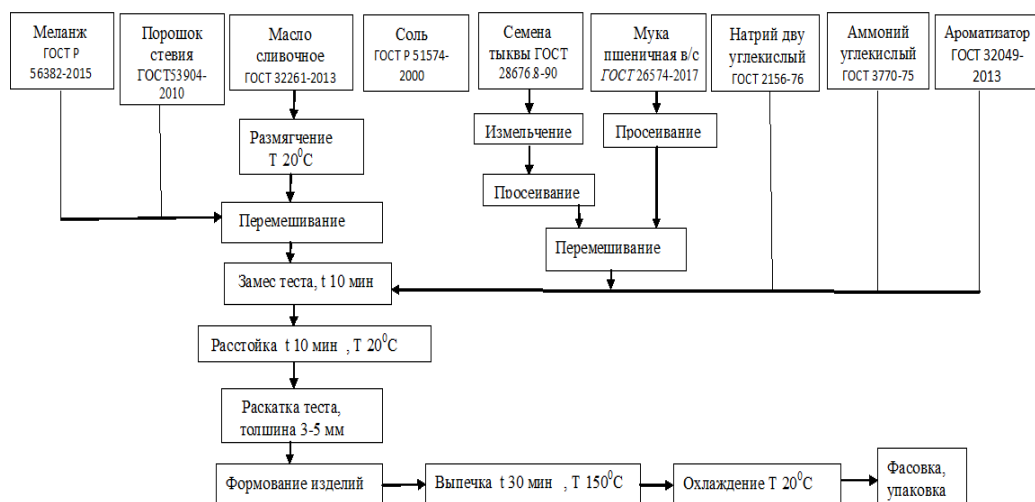 Меланж
ГОСТ Р
56382-2015
Порошок
стевия
ГОСТ53904-
2010
Масло
сливочное
ГОСТ 32261-2013
Соль
ГОСТ Р 51574-
2000
Семена
тыквы ГОСТ
28676.8-90
Мука
пшеничная в/с
ГОСТ 26574-2017
Натрий дву
углекислый
ГОСТ 2156-76
Аммоний
углекислый
ГОСТ 3770-75
Ароматизатор
ГОСТ 32049-
2013
Размягчение
Т 20⁰С
Измельчение
Просеивание
Просеивание
Перемешивание
Перемешивание
Замес теста, t 10 мин
Расстойка t 10 мин , Т 20⁰С
Раскатка теста,
толшина 3-5 мм
Формование изделий
Выпечка t 30 мин , Т 150⁰С
Охлаждение Т 20⁰С
Фасовка,
упаковка